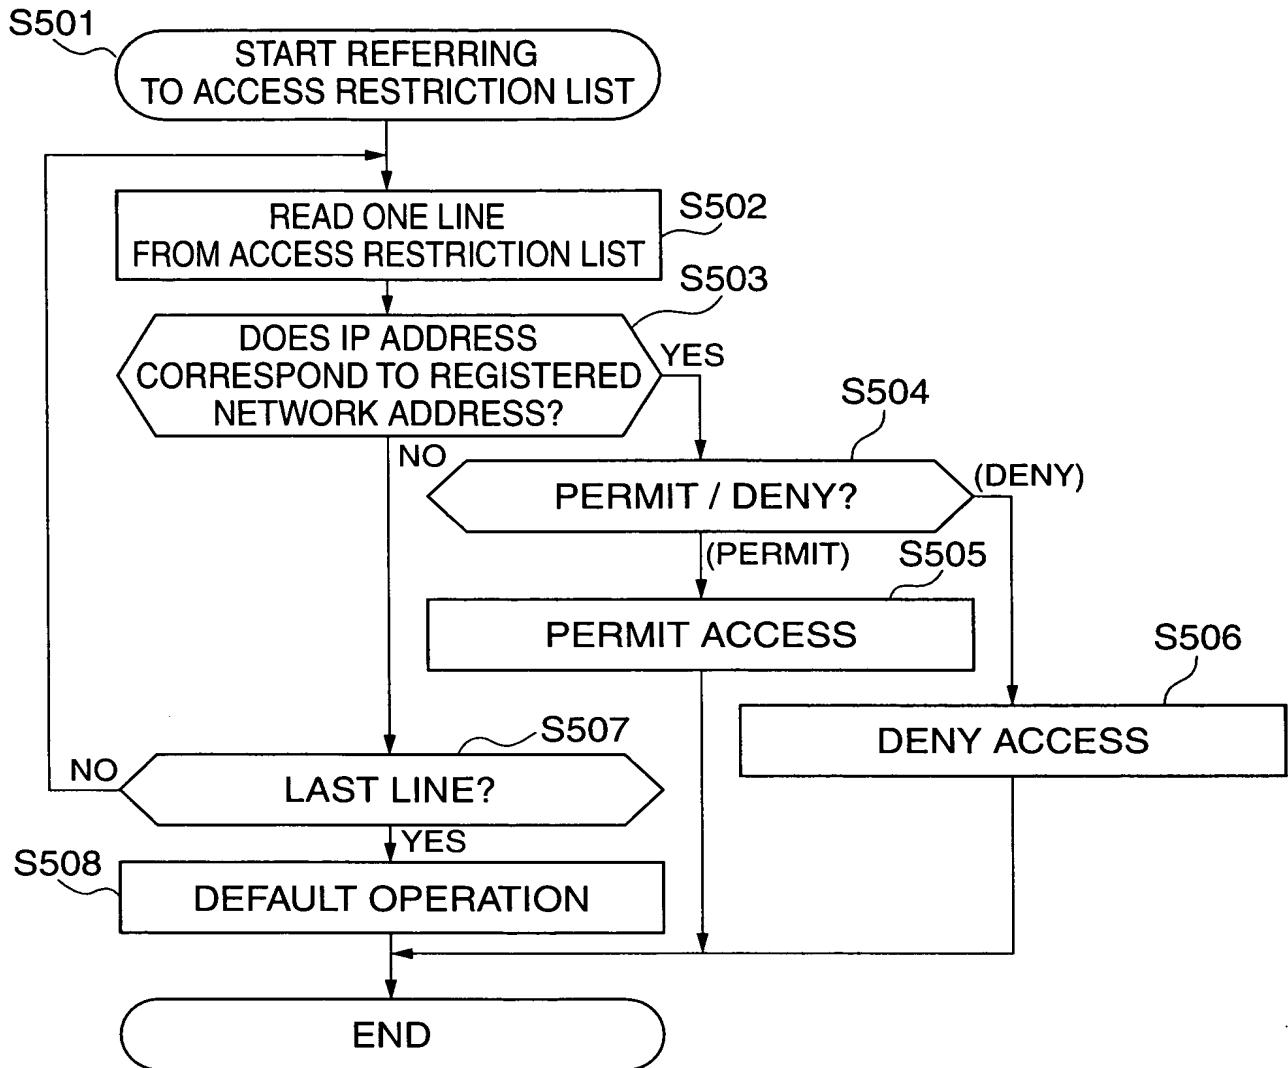 S501
START REFERRING
TO ACCESS RESTRICTION LIST
READ ONE LINE
FROM ACCESS RESTRICTION LIST
S502
S503
DOES IP ADDRESS
CORRESPOND TO REGISTERED
NETWORK ADDRESS?
YES
NO
S504
PERMIT / DENY?
(DENY)
(PERMIT)
S505
PERMIT ACCESS
S506
DENY ACCESS
S507
NO
LAST LINE?
YES
S508
DEFAULT OPERATION
END